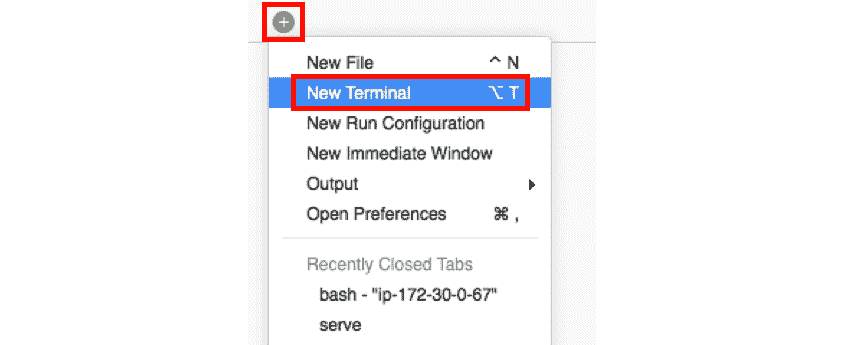 New File ^ N
New Terminal ⌥ T
New Run Configuration
New Immediate Window
Output
Open Preferences ⌘ ,
Recently Closed Tabs
bash - "ip-172-30-0-67"
serve